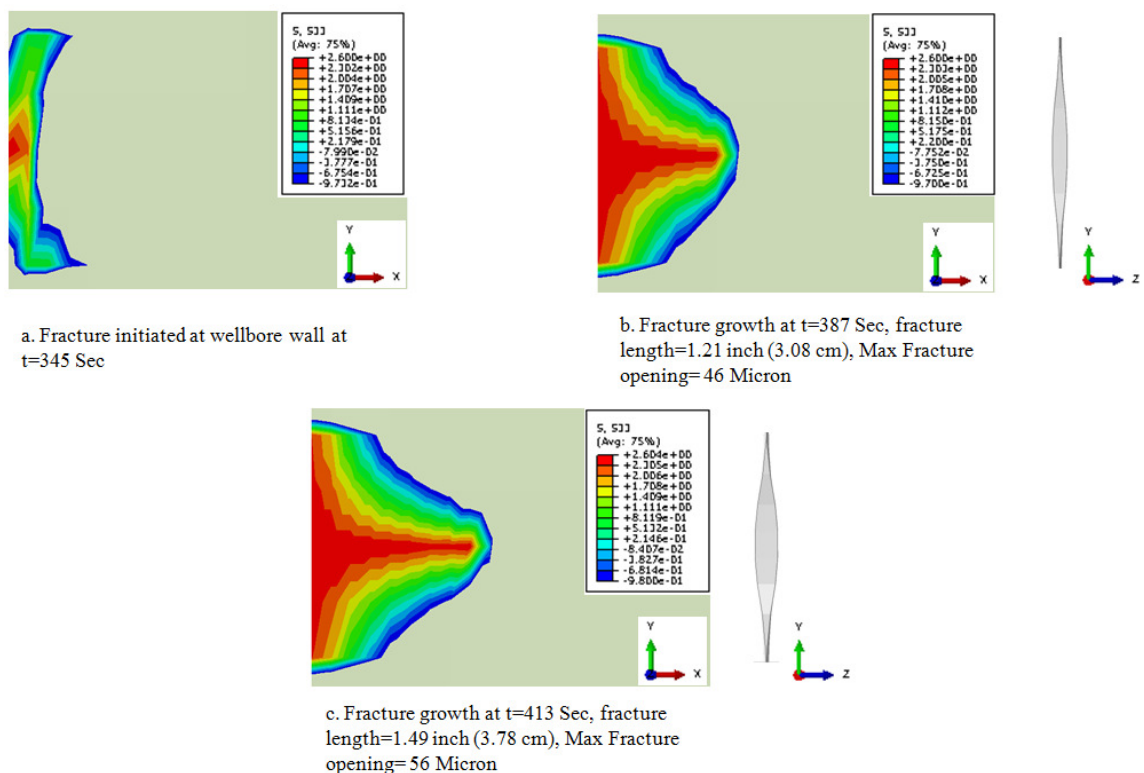 S, S33
(Avg: 75%)
+2.600e+00
+2.302e+00
+2.004e+00
+1.707e+00
+1.409e+00
+1.111e+00
+8.134e-01
+5.156e-01
+2.179e-01
-7.990e-02
-3.777e-01
-6.754e-01
-9.732e-01
Y
X
a. Fracture initiated at wellbore wall at
t=345 Sec
S, S33
(Avg: 75%)
+2.600e+00
+2.303e+00
+2.005e+00
+1.708e+00
+1.410e+00
+1.112e+00
+8.150e-01
+5.175e-01
+2.200e-01
-7.752e-02
-3.750e-01
-6.725e-01
-9.700e-01
Y
X
Y
Z
b. Fracture growth at t=387 Sec, fracture
length=1.21 inch (3.08 cm), Max Fracture
opening= 46 Micron
S, S33
(Avg: 75%)
+2.604e+00
+2.305e+00
+2.006e+00
+1.708e+00
+1.409e+00
+1.111e+00
+8.119e-01
+5.132e-01
+2.146e-01
-8.407e-02
-3.827e-01
-6.814e-01
-9.800e-01
Y
X
Y
Z
c. Fracture growth at t=413 Sec, fracture
length=1.49 inch (3.78 cm), Max Fracture
opening= 56 Micron